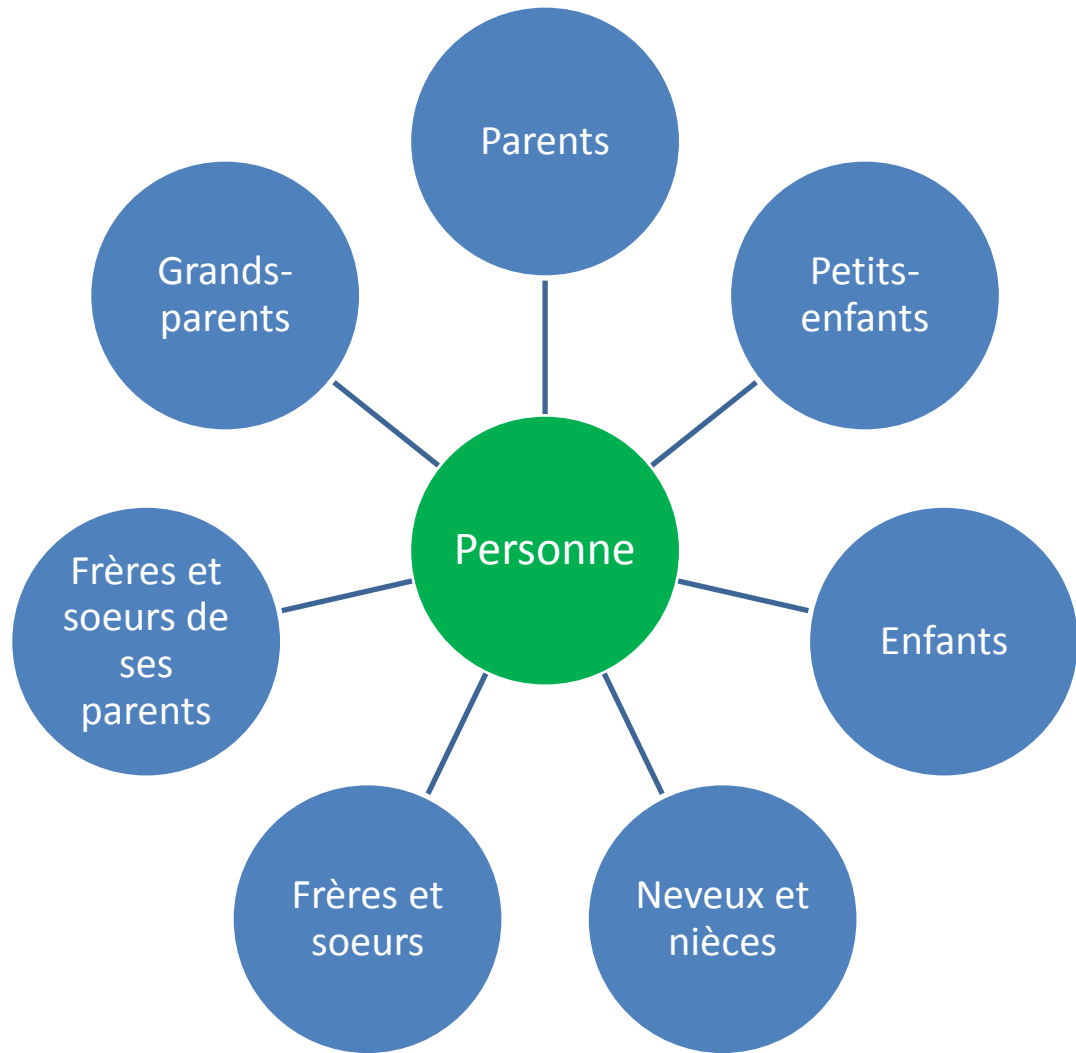 Parents
Grands-
parents
Petits-
enfants
Personne
Frères et
soeurs de
ses
parents
Enfants
Frères et
soeurs
Neveux et
nièces